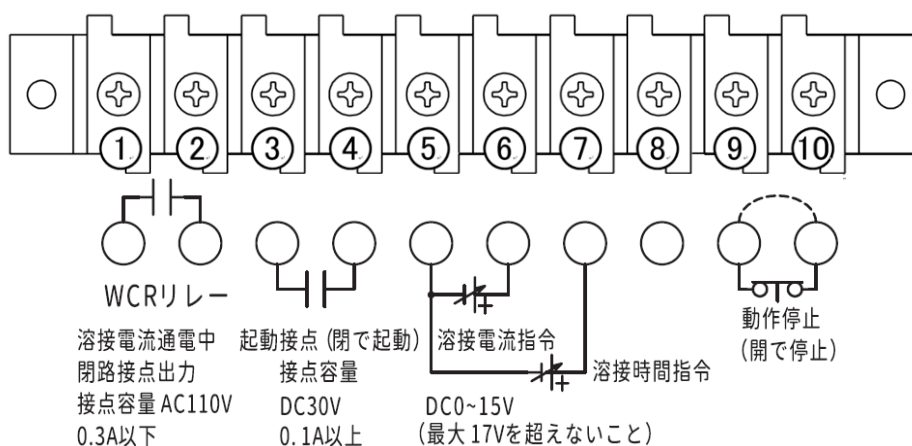 ① ② ③ ④ ⑤ ⑥ ⑦ ⑧ ⑨ ⑩
WCRリレー
溶接電流通電中
閉路接点出力
接点容量 AC110V
0.3A以下
起動接点 (閉で起動)
接点容量
DC30V
0.1A以上
溶接電流指令
溶接時間指令
DC0~15V
(最大 17Vを超えないこと)
動作停止
(開で停止)